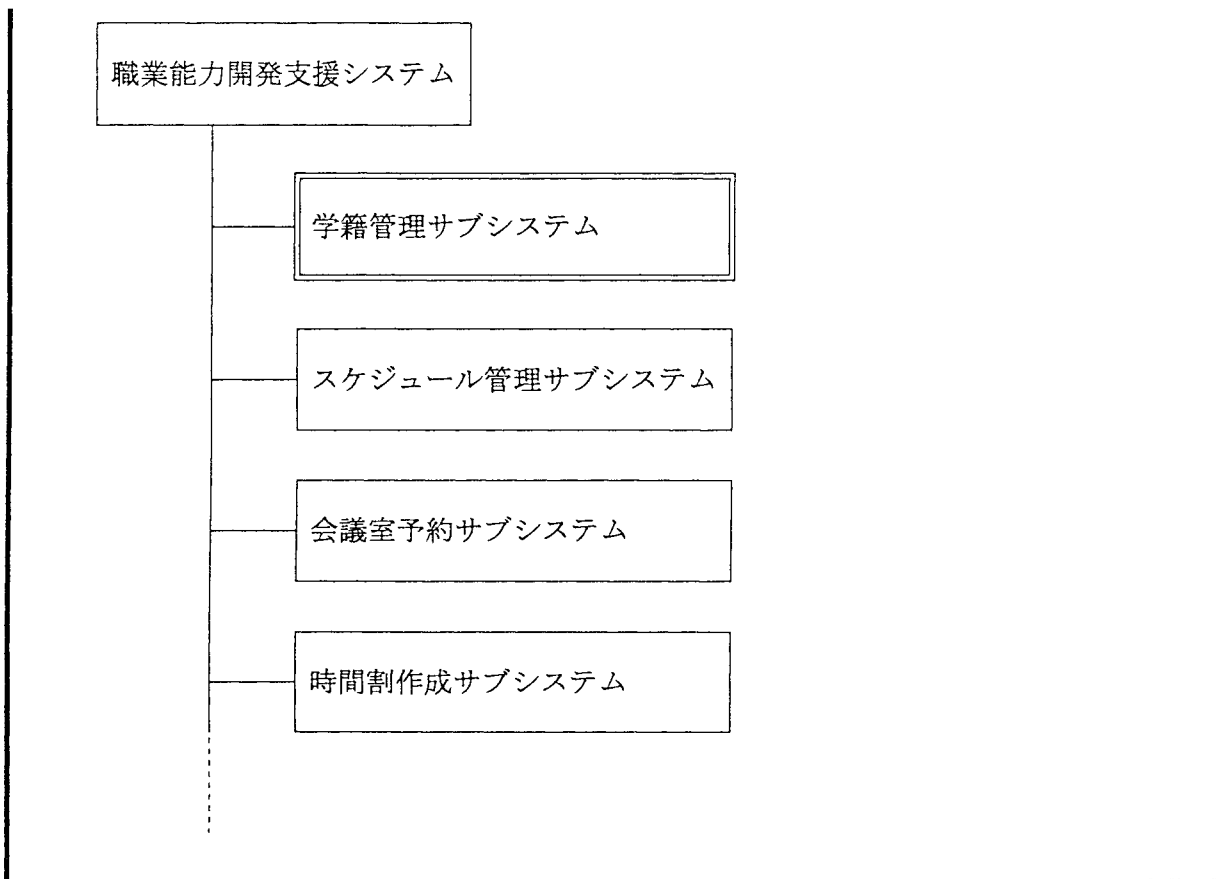 職業能力開発支援システム
学籍管理サブシステム
スケジュール管理サブシステム
会議室予約サブシステム
時間割作成サブシステム